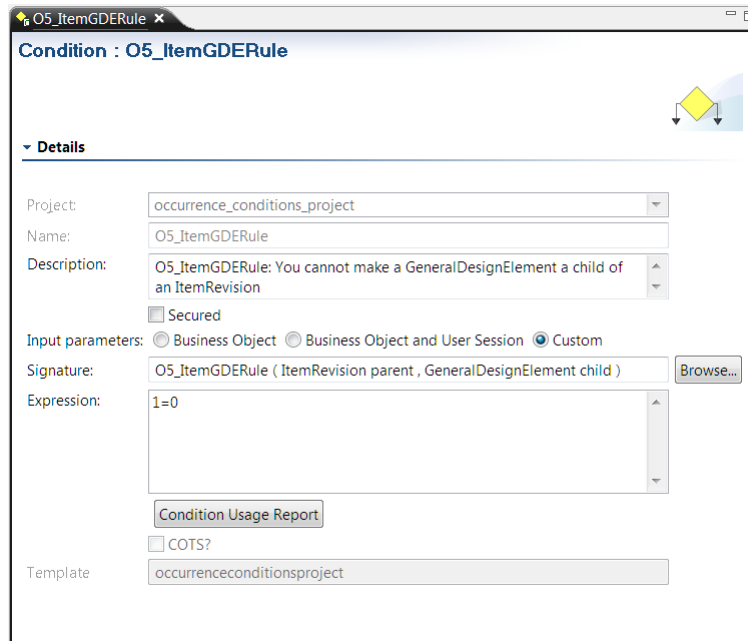 O5_ItemGDERule
Condition : O5_ItemGDERule
Details
Project: occurrence_conditions_project
Name: O5_ItemGDERule
Description: O5_ItemGDERule: You cannot make a GeneralDesignElement a child of
an ItemRevision
Secured
Input parameters: Business Object Business Object and User Session Custom
Signature: O5_ItemGDERule ( ItemRevision parent , GeneralDesignElement child ) Browse...
Expression: 1=0
Condition Usage Report
COTS?
Template occurrenceconditionsproject